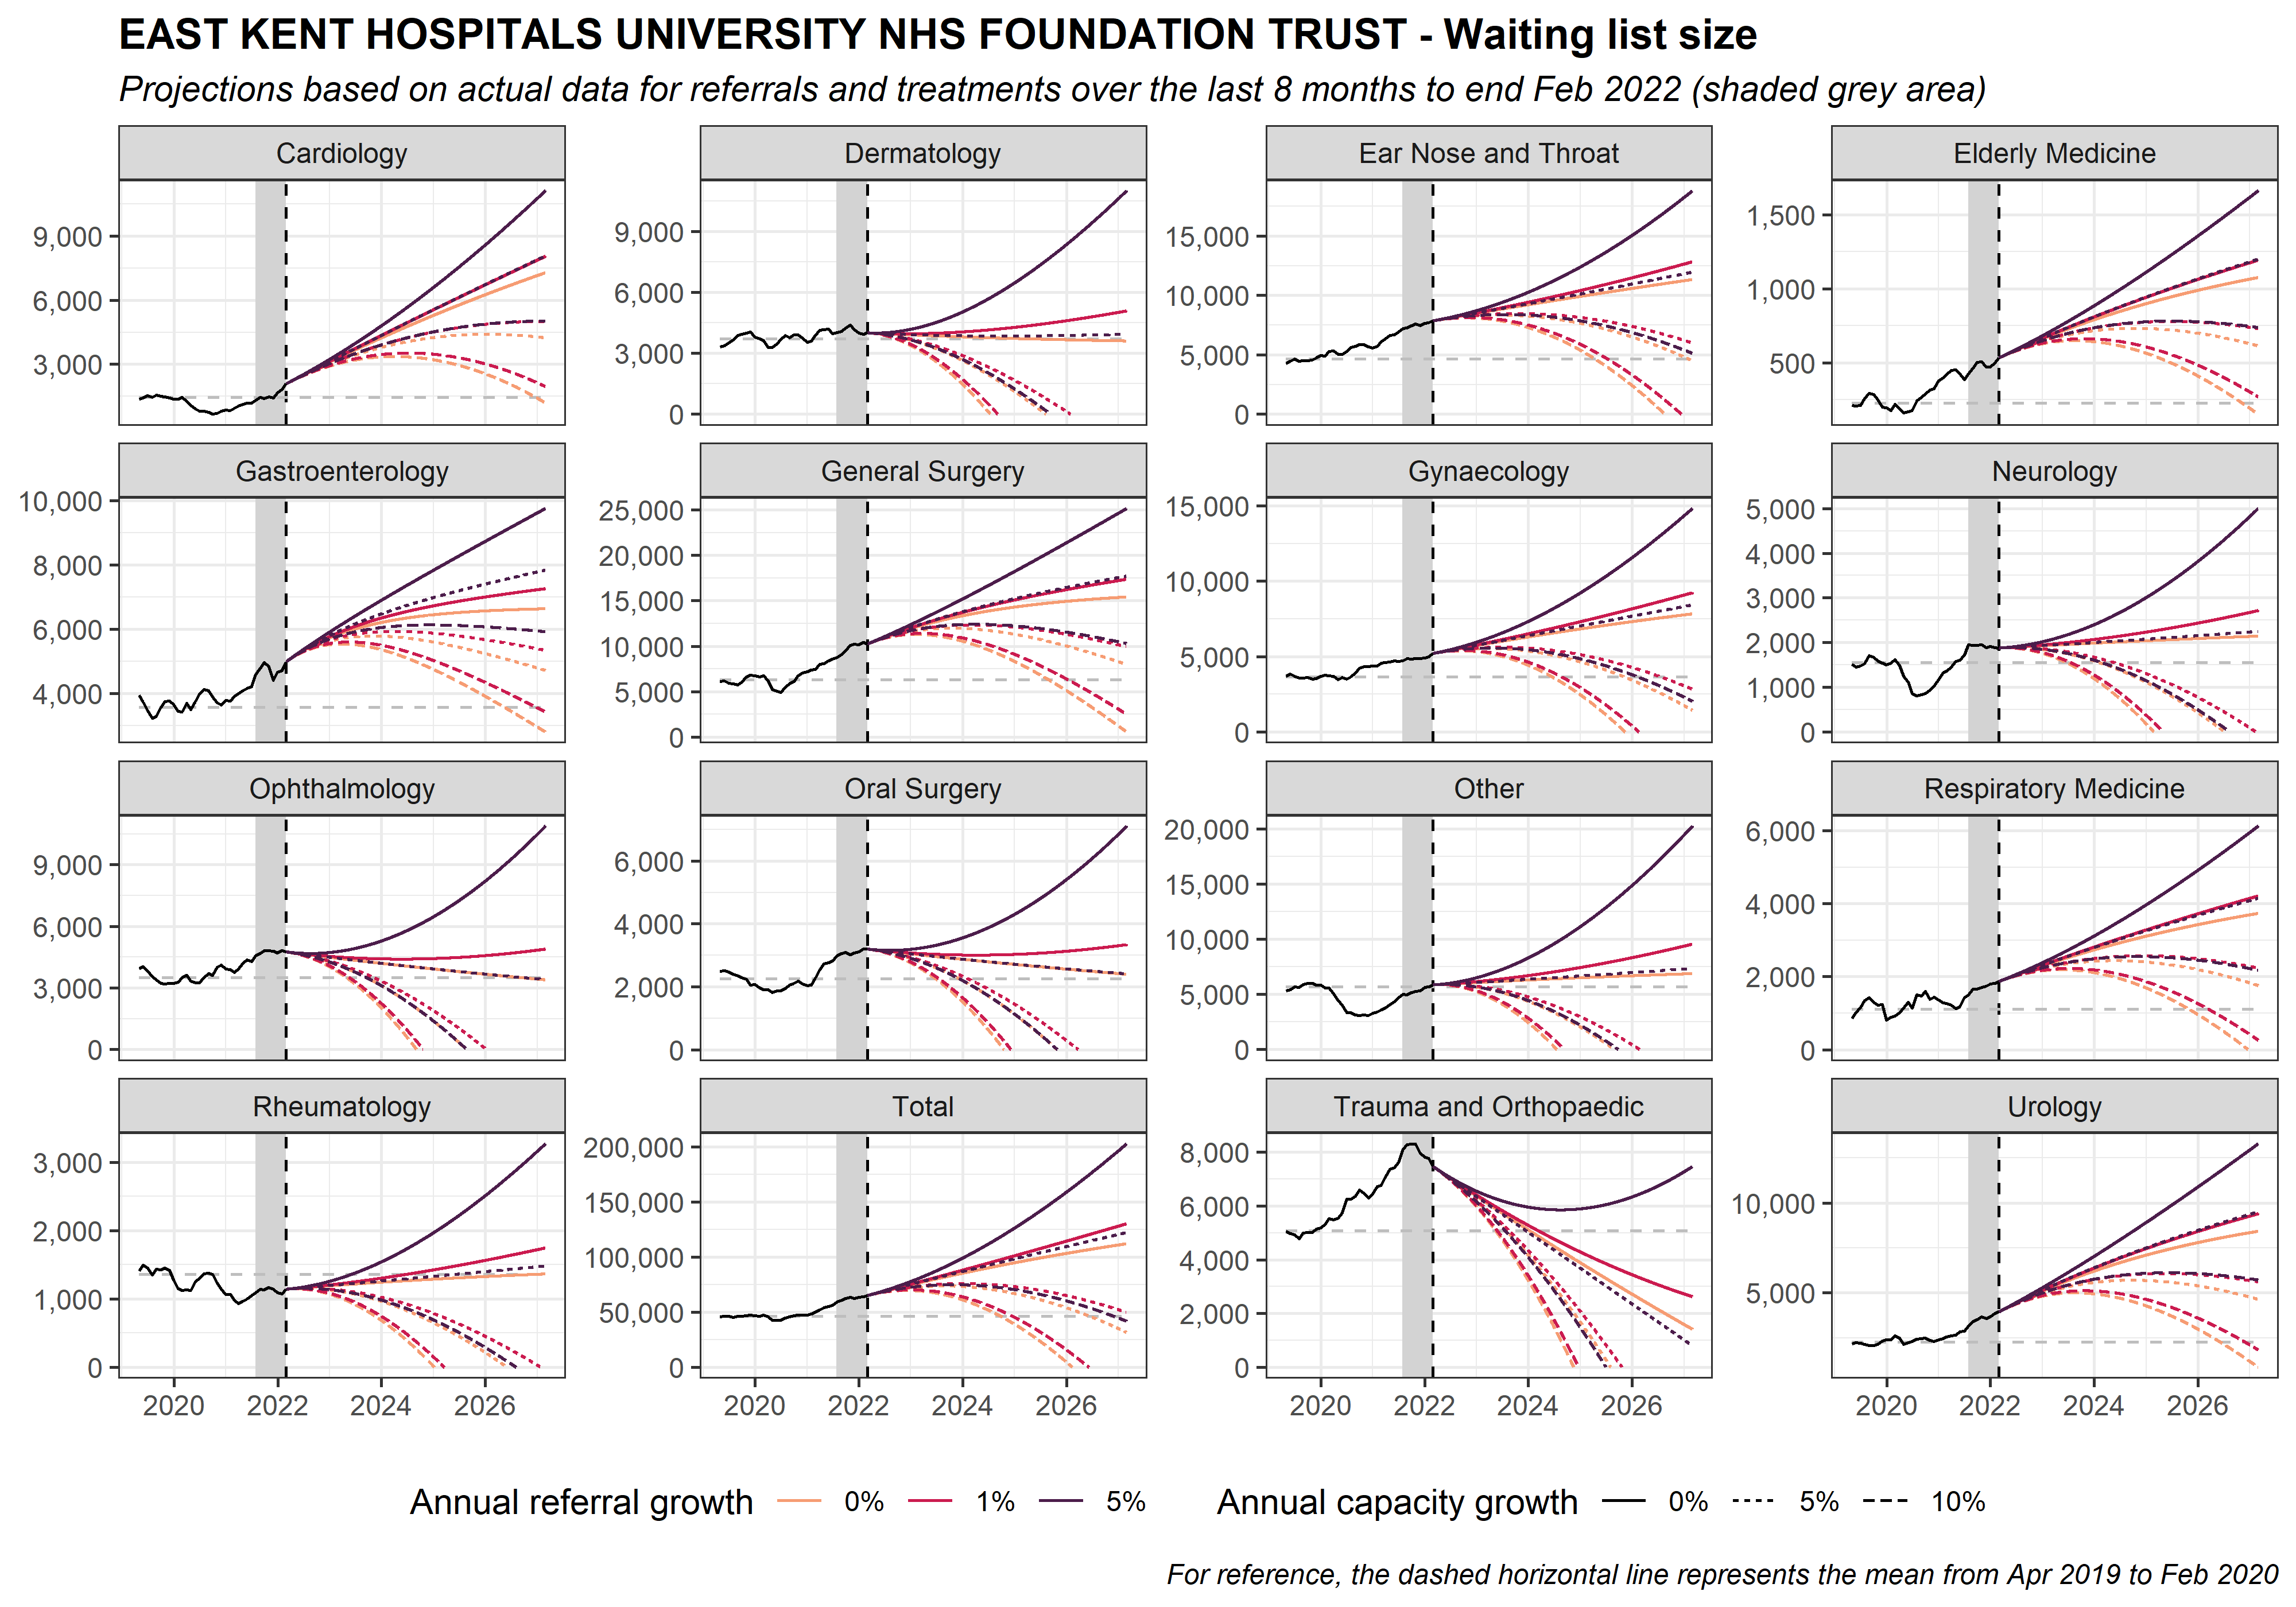 EAST KENT HOSPITALS UNIVERSITY NHS FOUNDATION TRUST - Waiting list size
Projections based on actual data for referrals and treatments over the last 8 months to end Feb 2022 (shaded grey area)
Cardiology
9,000
6,000
3,000
Dermatology
9,000
6,000
3,000
0
Ear Nose and Throat
15,000
10,000
5,000
0
Elderly Medicine
1,500
1,000
500
Gastroenterology
10,000
8,000
6,000
4,000
General Surgery
25,000
20,000
15,000
10,000
5,000
0
Gynaecology
15,000
10,000
5,000
0
Neurology
5,000
4,000
3,000
2,000
1,000
0
Ophthalmology
9,000
6,000
3,000
0
Oral Surgery
6,000
4,000
2,000
0
Other
20,000
15,000
10,000
5,000
0
Respiratory Medicine
6,000
4,000
2,000
0
Rheumatology
3,000
2,000
1,000
0
2020 2022 2024 2026
Total
200,000
150,000
100,000
50,000
0
2020 2022 2024 2026
Trauma and Orthopaedic
8,000
6,000
4,000
2,000
0
2020 2022 2024 2026
Urology
10,000
5,000
2020 2022 2024 2026
Annual referral growth 0% 1% 5%
Annual capacity growth 0% 5% 10%
For reference, the dashed horizontal line represents the mean from Apr 2019 to Feb 2020